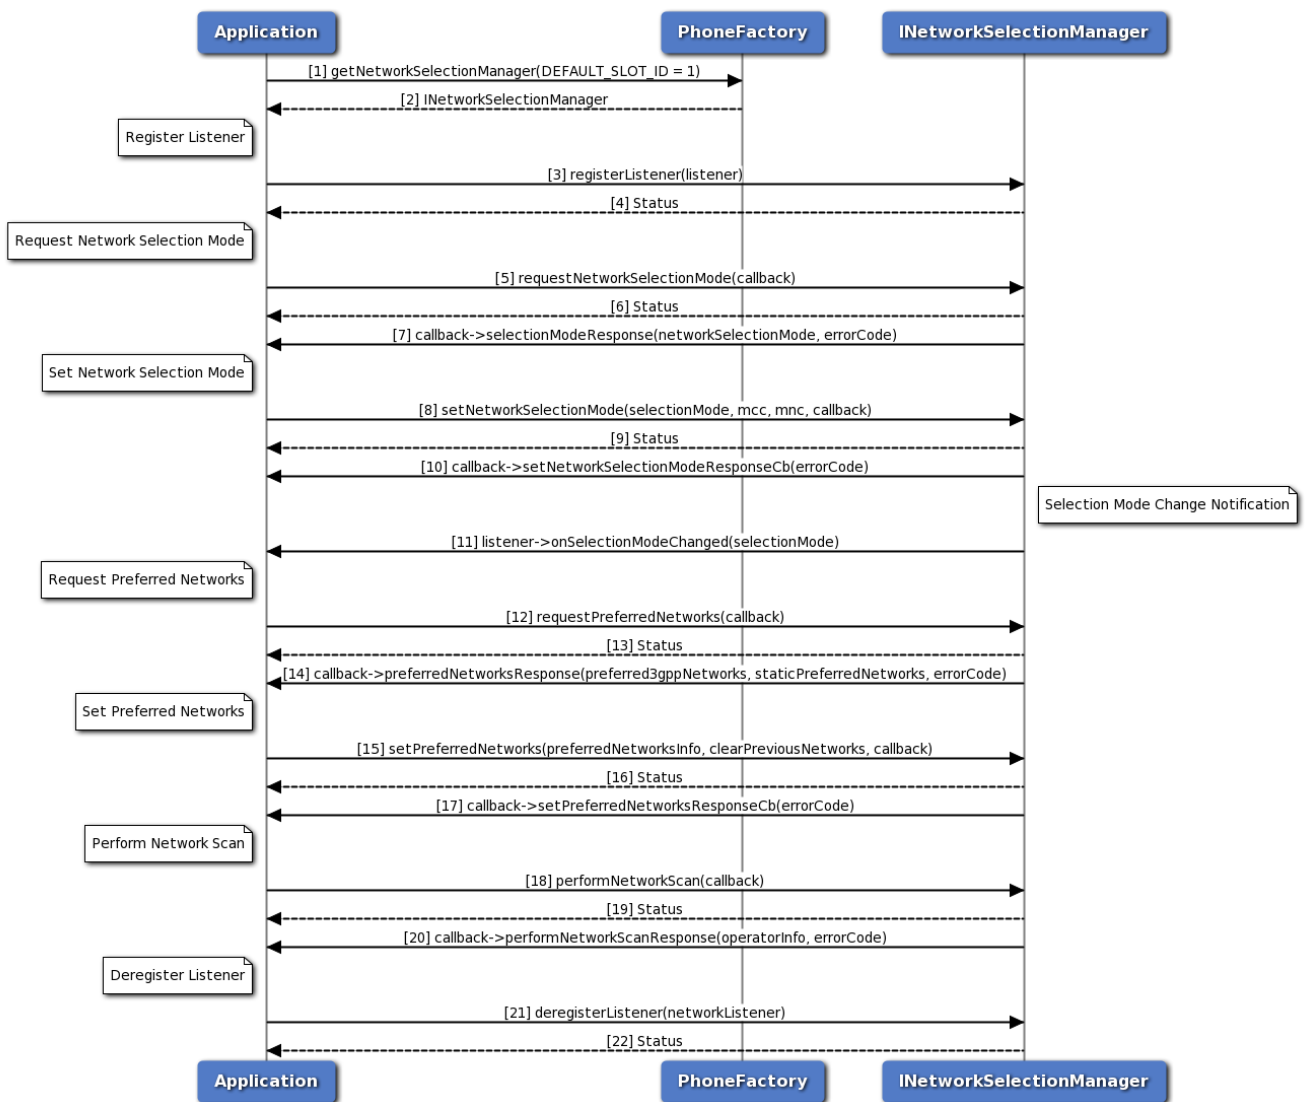 Application
PhoneFactory
INetworkSelectionManager
[1] getNetworkSelectionManager(DEFAULT_SLOT_ID = 1)
[2] INetworkSelectionManager
Register Listener
[3] registerListener(listener)
[4] Status
Request Network Selection Mode
[5] requestNetworkSelectionMode(callback)
[6] Status
[7] callback->selectionModeResponse(networkSelectionMode, errorCode)
Set Network Selection Mode
[8] setNetworkSelectionMode(selectionMode, mcc, mnc, callback)
[9] Status
[10] callback->setNetworkSelectionModeResponseCb(errorCode)
Selection Mode Change Notification
[11] listener->onSelectionModeChanged(selectionMode)
Request Preferred Networks
[12] requestPreferredNetworks(callback)
[13] Status
[14] callback->preferredNetworksResponse(preferred3gppNetworks, staticPreferredNetworks, errorCode)
Set Preferred Networks
[15] setPreferredNetworks(preferredNetworksInfo, clearPreviousNetworks, callback)
[16] Status
[17] callback->setPreferredNetworksResponseCb(errorCode)
Perform Network Scan
[18] performNetworkScan(callback)
[19] Status
[20] callback->performNetworkScanResponse(operatorInfo, errorCode)
Deregister Listener
[21] deregisterListener(networkListener)
[22] Status
Application
PhoneFactory
INetworkSelectionManager